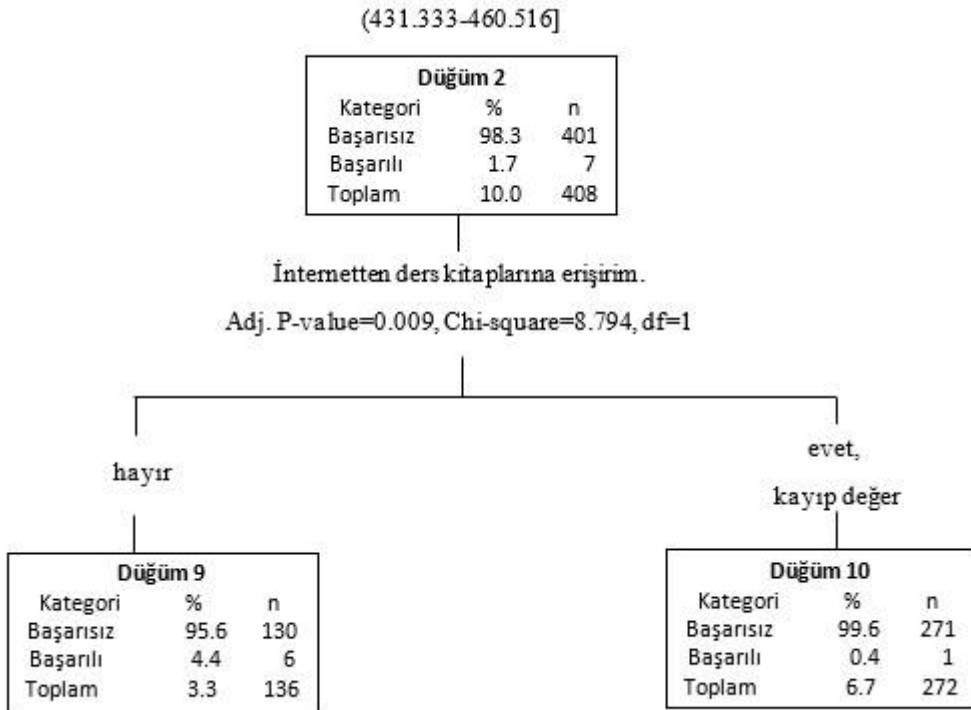 (431.333-460.516]
Düğüm 2
Kategori % n
Başarısız 98.3 401
Başarılı 1.7 7
Toplam 10.0 408
İnternetten ders kitaplarına erişirim.
Adj. P-value=0.009, Chi-square=8.794, df=1
hayır
evet,
kayıp değer
Düğüm 9
Kategori % n
Başarısız 95.6 130
Başarılı 4.4 6
Toplam 3.3 136
Düğüm 10
Kategori % n
Başarısız 99.6 271
Başarılı 0.4 1
Toplam 6.7 272